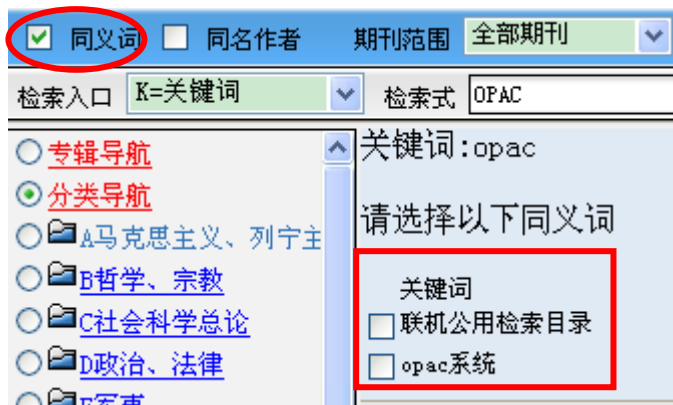 同义词 同名作者 期刊范围 全部期刊
检索入口 K=关键词 检索式 OPAC
专辑导航
分类导航
A马克思主义、列宁主
B哲学、宗教
C社会科学总论
D政治、法律
E军事
关键词:opac
请选择以下同义词
关键词
联机公用检索目录
opac系统